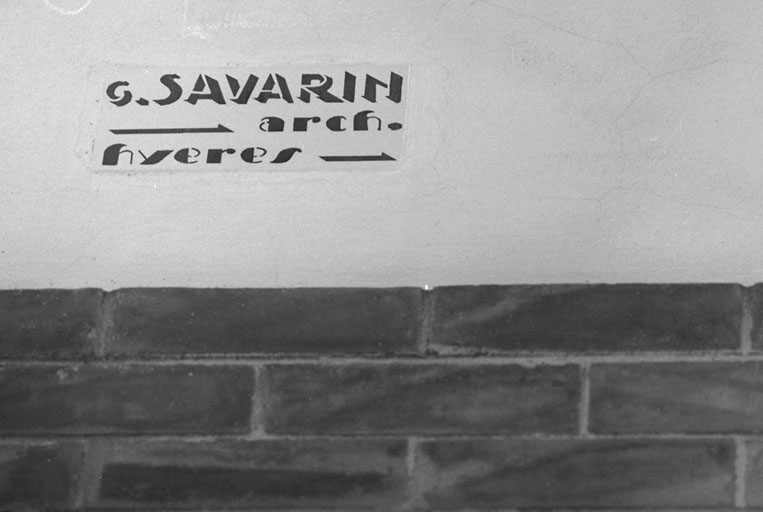 G. SAVARIN
arch.
hyeres